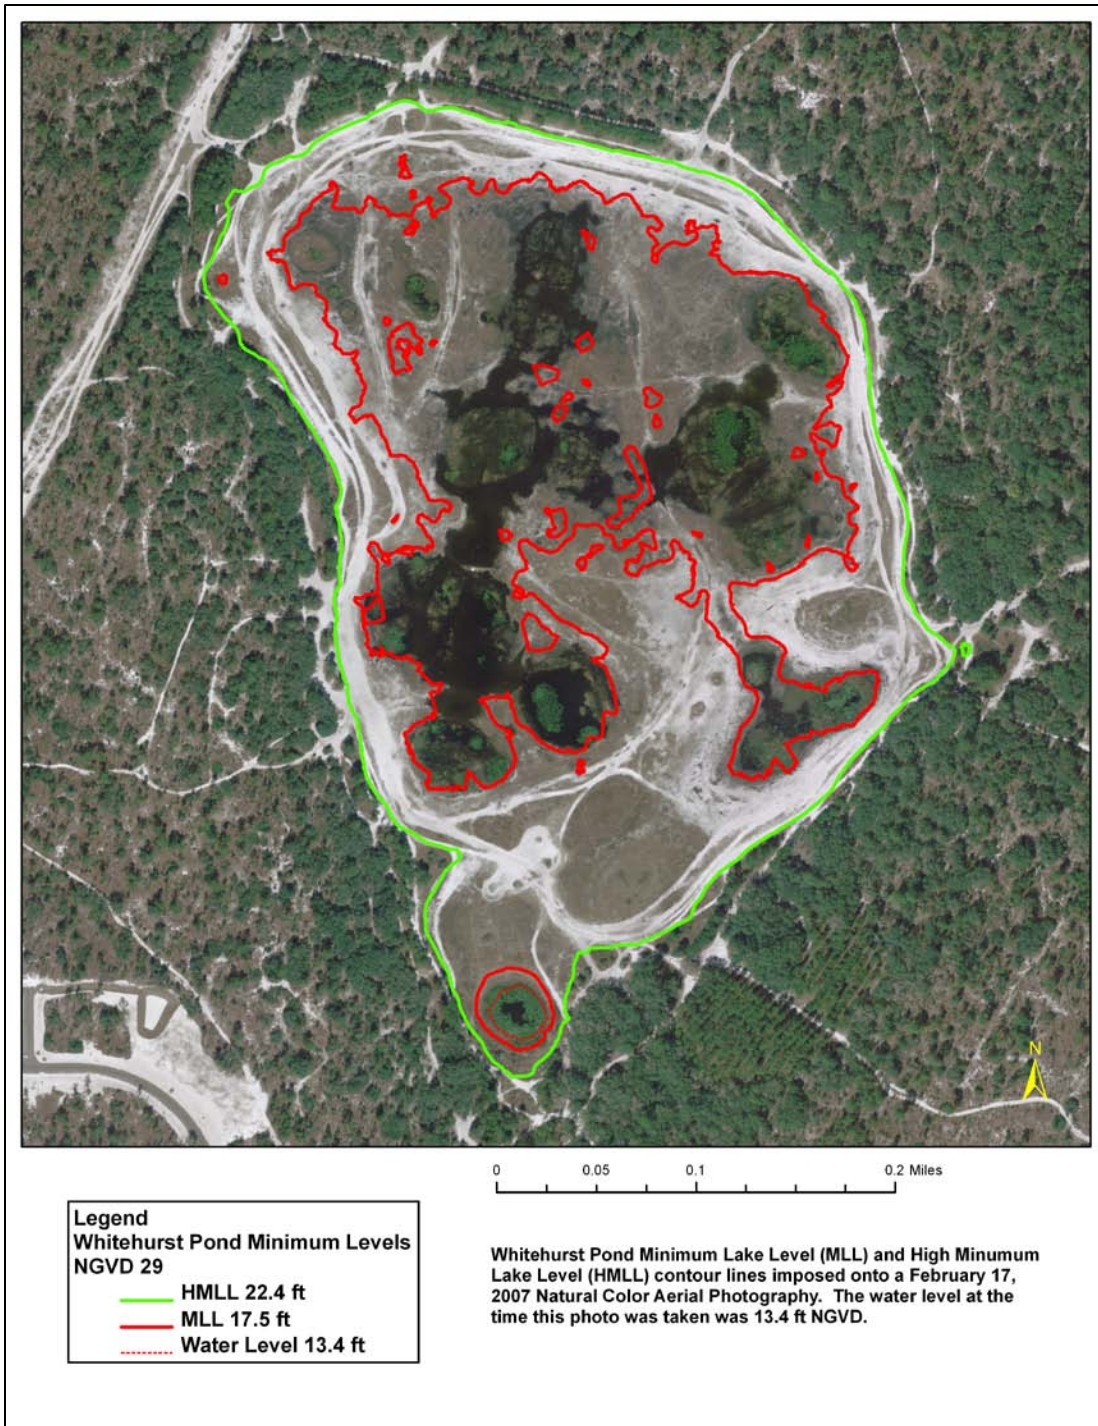 N
0 0.05 0.1 0.2 Miles
Legend
Whitehurst Pond Minimum Levels
NGVD 29
HMLL 22.4 ft
MLL 17.5 ft
Water Level 13.4 ft
Whitehurst Pond Minimum Lake Level (MLL) and High Minumum
Lake Level (HMLL) contour lines imposed onto a February 17,
2007 Natural Color Aerial Photography.  The water level at the
time this photo was taken was 13.4 ft NGVD.